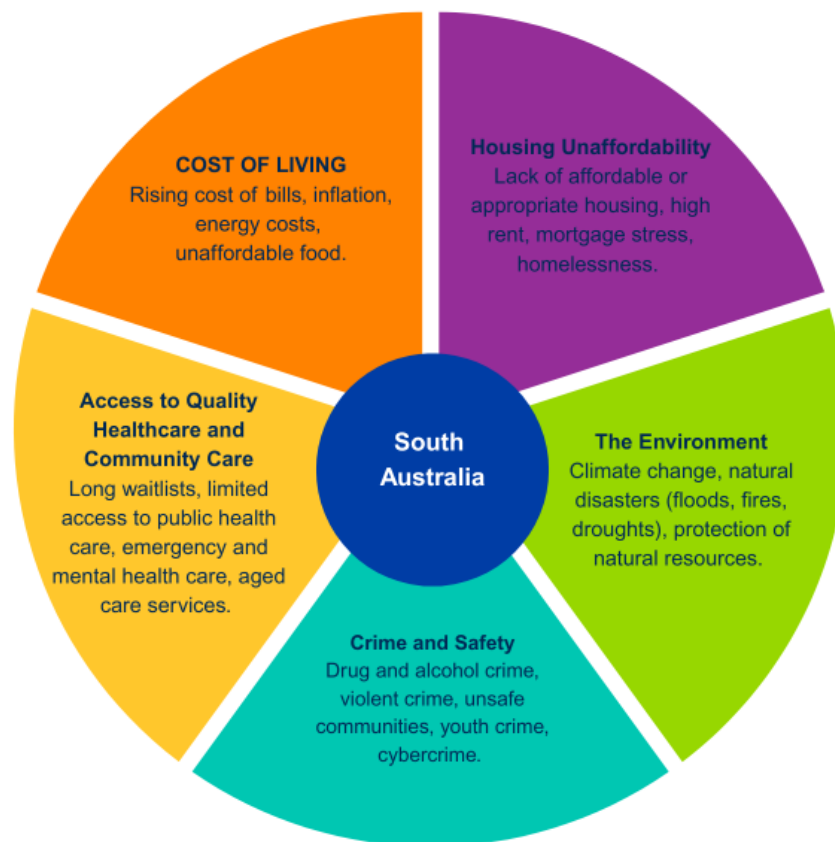 COST OF LIVING
Rising cost of bills, inflation,
energy costs,
unaffordable food.
Housing Unaffordability
Lack of affordable or
appropriate housing, high
rent, mortgage stress,
homelessness.
Access to Quality
Healthcare and
Community Care
Long waitlists, limited
access to public health
care, emergency and
mental health care, aged
care services.
South
Australia
The Environment
Climate change, natural
disasters (floods, fires,
droughts), protection of
natural resources.
Crime and Safety
Drug and alcohol crime,
violent crime, unsafe
communities, youth crime,
cybercrime.